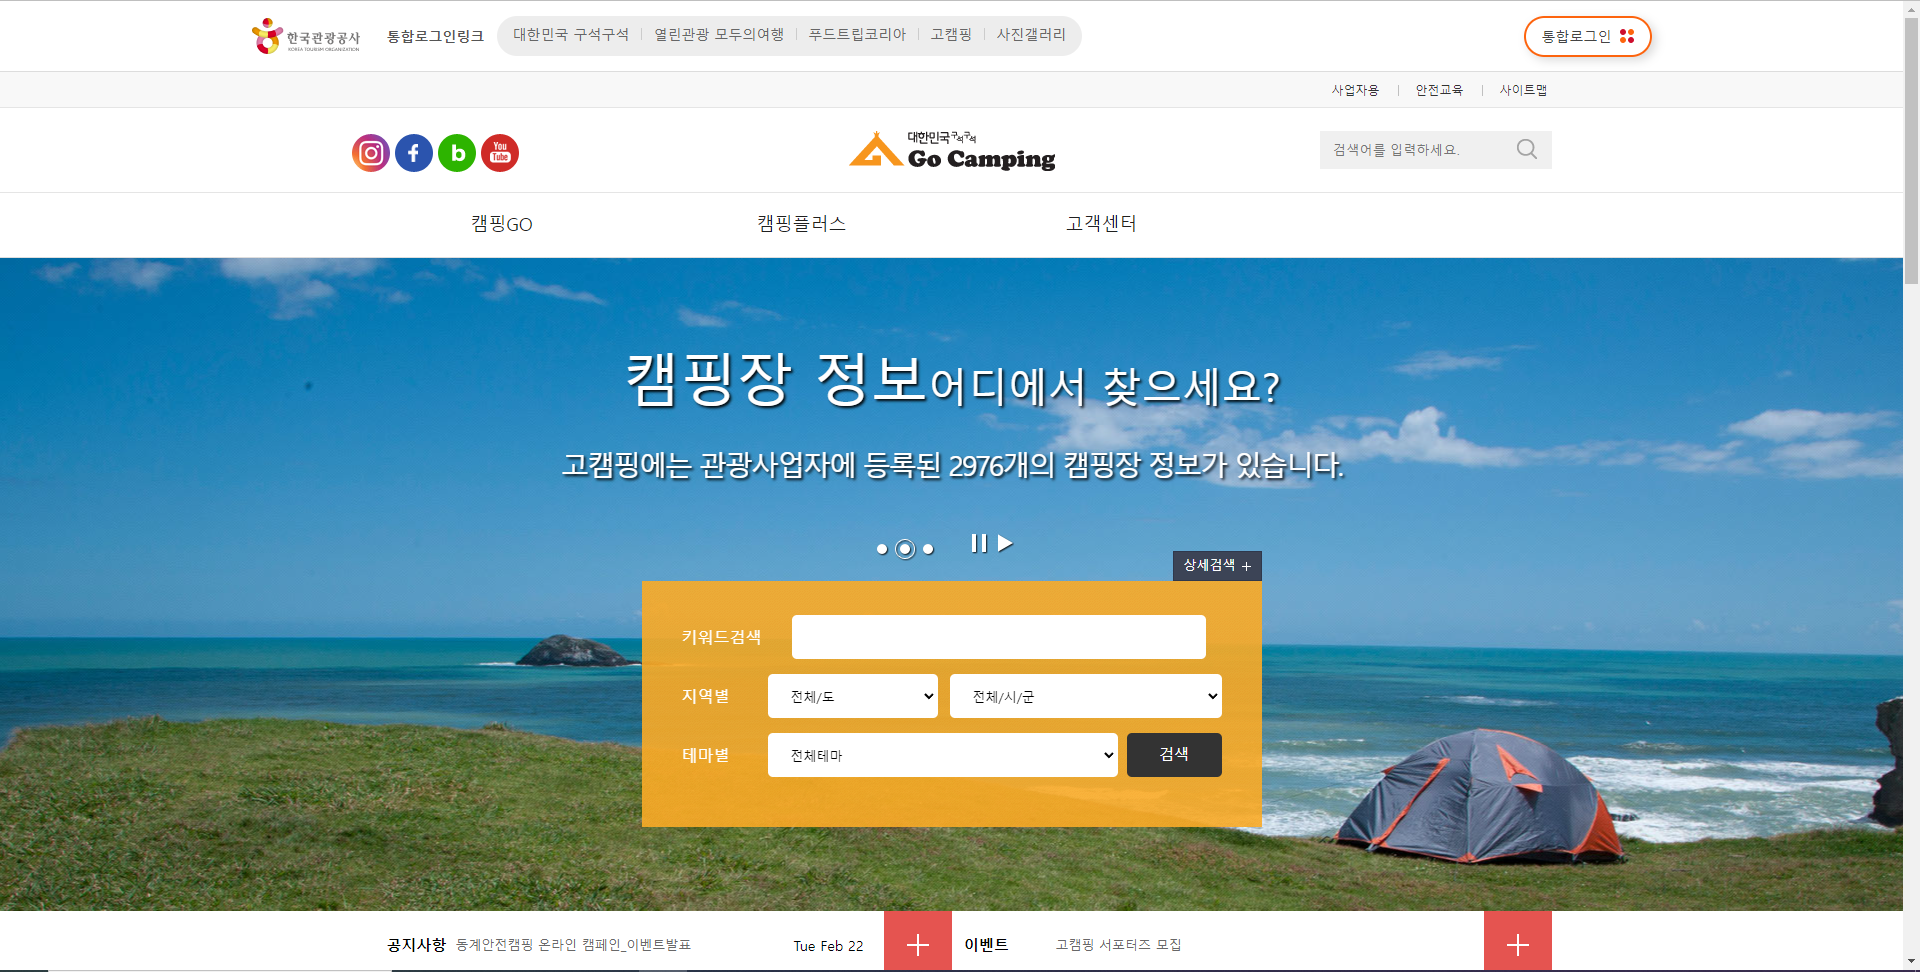 한국관광공사
KOREA TOURISM ORGANIZATION
통합로그인링크
대한민국 구석구석
열린관광 모두의여행
푸드트립코리아
고캠핑
사진갤러리
통합로그인
사업자용
안전교육
사이트맵
b
You
Tube
대한민국 구석구석
Go Camping
검색어를 입력하세요.
캠핑GO
캠핑플러스
고객센터
캠핑장 정보어디에서 찾으세요?
고캠핑에는 관광사업자에 등록된 2976개의 캠핑장 정보가 있습니다.
상세검색 +
키워드검색
지역별
전체/도
전체/시/군
테마별
전체테마
검색
공지사항
동계안전캠핑 온라인 캠페인_이벤트발표
Tue Feb 22
이벤트
고캠핑 서포터즈 모집